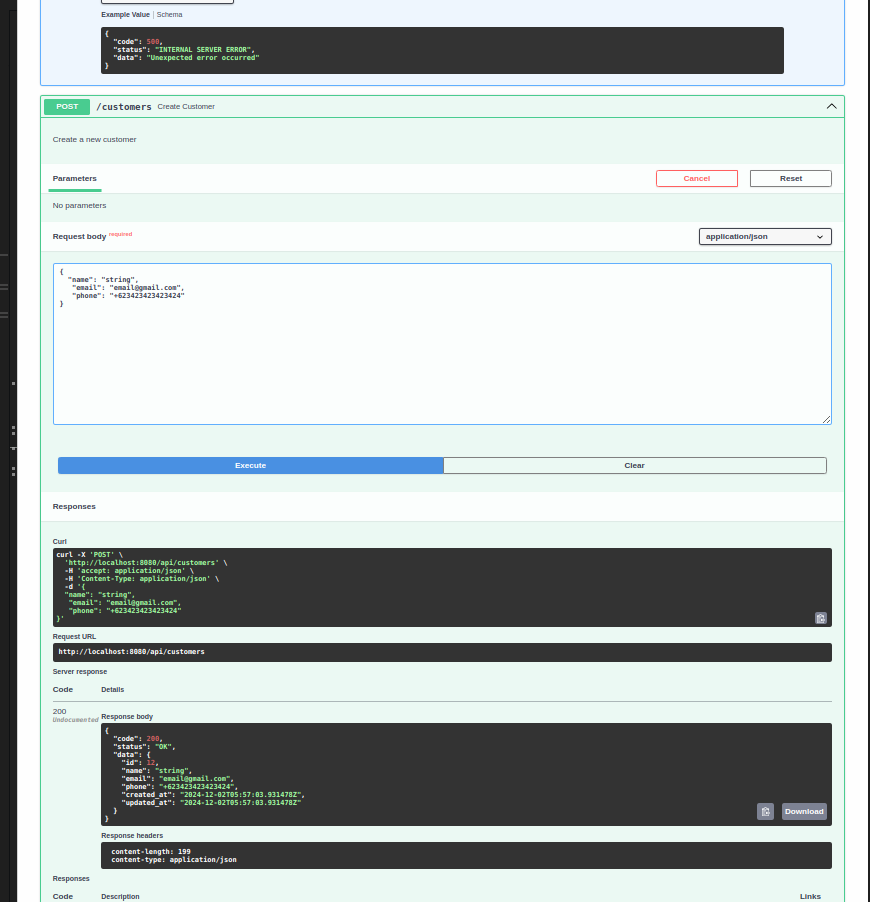 Example Value | Schema
{
"code": 500,
"status": "INTERNAL SERVER ERROR",
"data": "Unexpected error occurred"
}
POST /customers Create Customer
Create a new customer
Parameters Cancel Reset
No parameters
Request body required application/json
{
"name": "string",
"email": "email@gmail.com",
"phone": "+623423423423424"
}
Execute Clear
Responses
Curl
curl -X 'POST' \
'http://localhost:8080/api/customers' \
-H 'accept: application/json' \
-H 'Content-Type: application/json' \
-d '{
"name": "string",
"email": "email@gmail.com",
"phone": "+623423423423424"
}'
Request URL
http://localhost:8080/api/customers
Server response
Code Details
200
Undocumented
Response body
{
"code": 200,
"status": "OK",
"data": {
"id": 12,
"name": "string",
"email": "email@gmail.com",
"phone": "+623423423423424",
"created_at": "2024-12-02T05:57:03.931478Z",
"updated_at": "2024-12-02T05:57:03.931478Z"
}
}
Download
Response headers
content-length: 199
content-type: application/json
Responses
Code Description Links